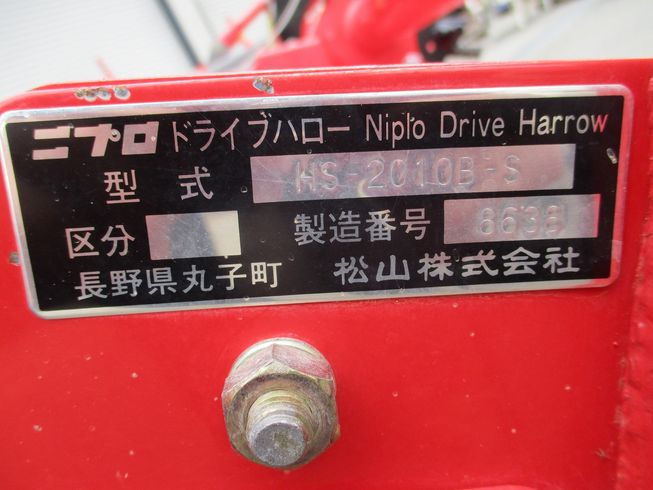 ニプロ ドライブハロー Niplo Drive Harrow
型式 HS-2010B-S
区分 製造番号
長野県丸子町 松山株式会社